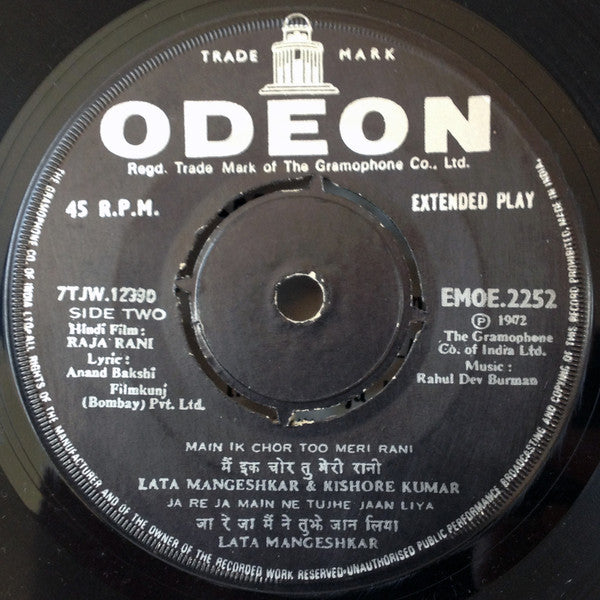 TRADE MARK
ODEON
Regd. Trade Mark of The Gramophone Co., Ltd.
45 R.P.M.
EXTENDED PLAY
7TJW.12390
SIDE TWO
Hindi Film :
RAJA RANI
Lyric :
Anand Bakshi
Filmkunj
(Bombay) Pvt. Ltd.
EMOE.2252
Ⓟ 1972
The Gramophone
Co. of India Ltd.
Music :
Rahul Dev Burman
MAIN IK CHOR TOO MERI RANI
मैं इक चोर तु मेरी रानी
LATA MANGESHKAR & KISHORE KUMAR
JA RE JA MAIN NE TUJHE JAAN LIYA
जा रे जा मैं ने तुझे जान लिया
LATA MANGESHKAR
THE GRAMOPHONE CO. OF INDIA LTD. ALL RIGHTS OF THE MANUFACTURER AND OF THE OWNER OF THE RECORDED WORK RESERVED-UNAUTHORISED PUBLIC PERFORMANCE BROADCASTING AND COPYING OF THIS RECORD PROHIBITED. MADE IN INDIA.